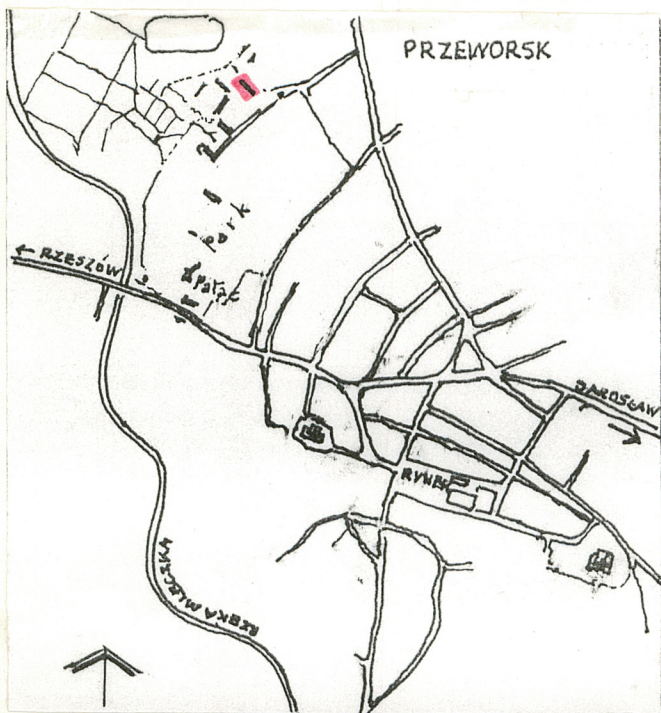 PRZEWORSK
← RZESZÓW
park
pałac
JAROSŁAW
RYNEK
RZEKA MLECZKA